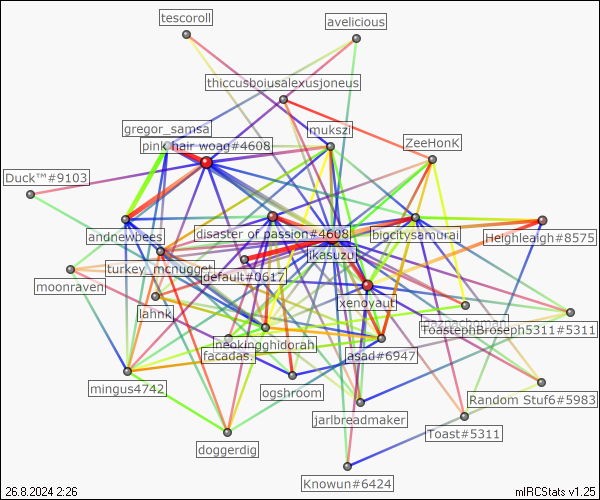 tescoroll
avelicious
thiccusboiusalexusjoneus
gregor_samsa
mukszi
pink hair woag#4608
ZeeHonK
Duck™#9103
andnewbees
disaster of passion#4608
bigcitysamurai
Heighleaigh#8575
ikasuzu
turkey_mcnugget
default#0617
moonraven
xenoyaut
lahnk
ToastephBroseph5311#5311
facadas.
asad#6947
mingus4742
ogshroom
Random Stuf6#5983
jarlbreadmaker
Toast#5311
doggerdig
Knowun#6424
26.8.2024 2:26
mIRCStats v1.25